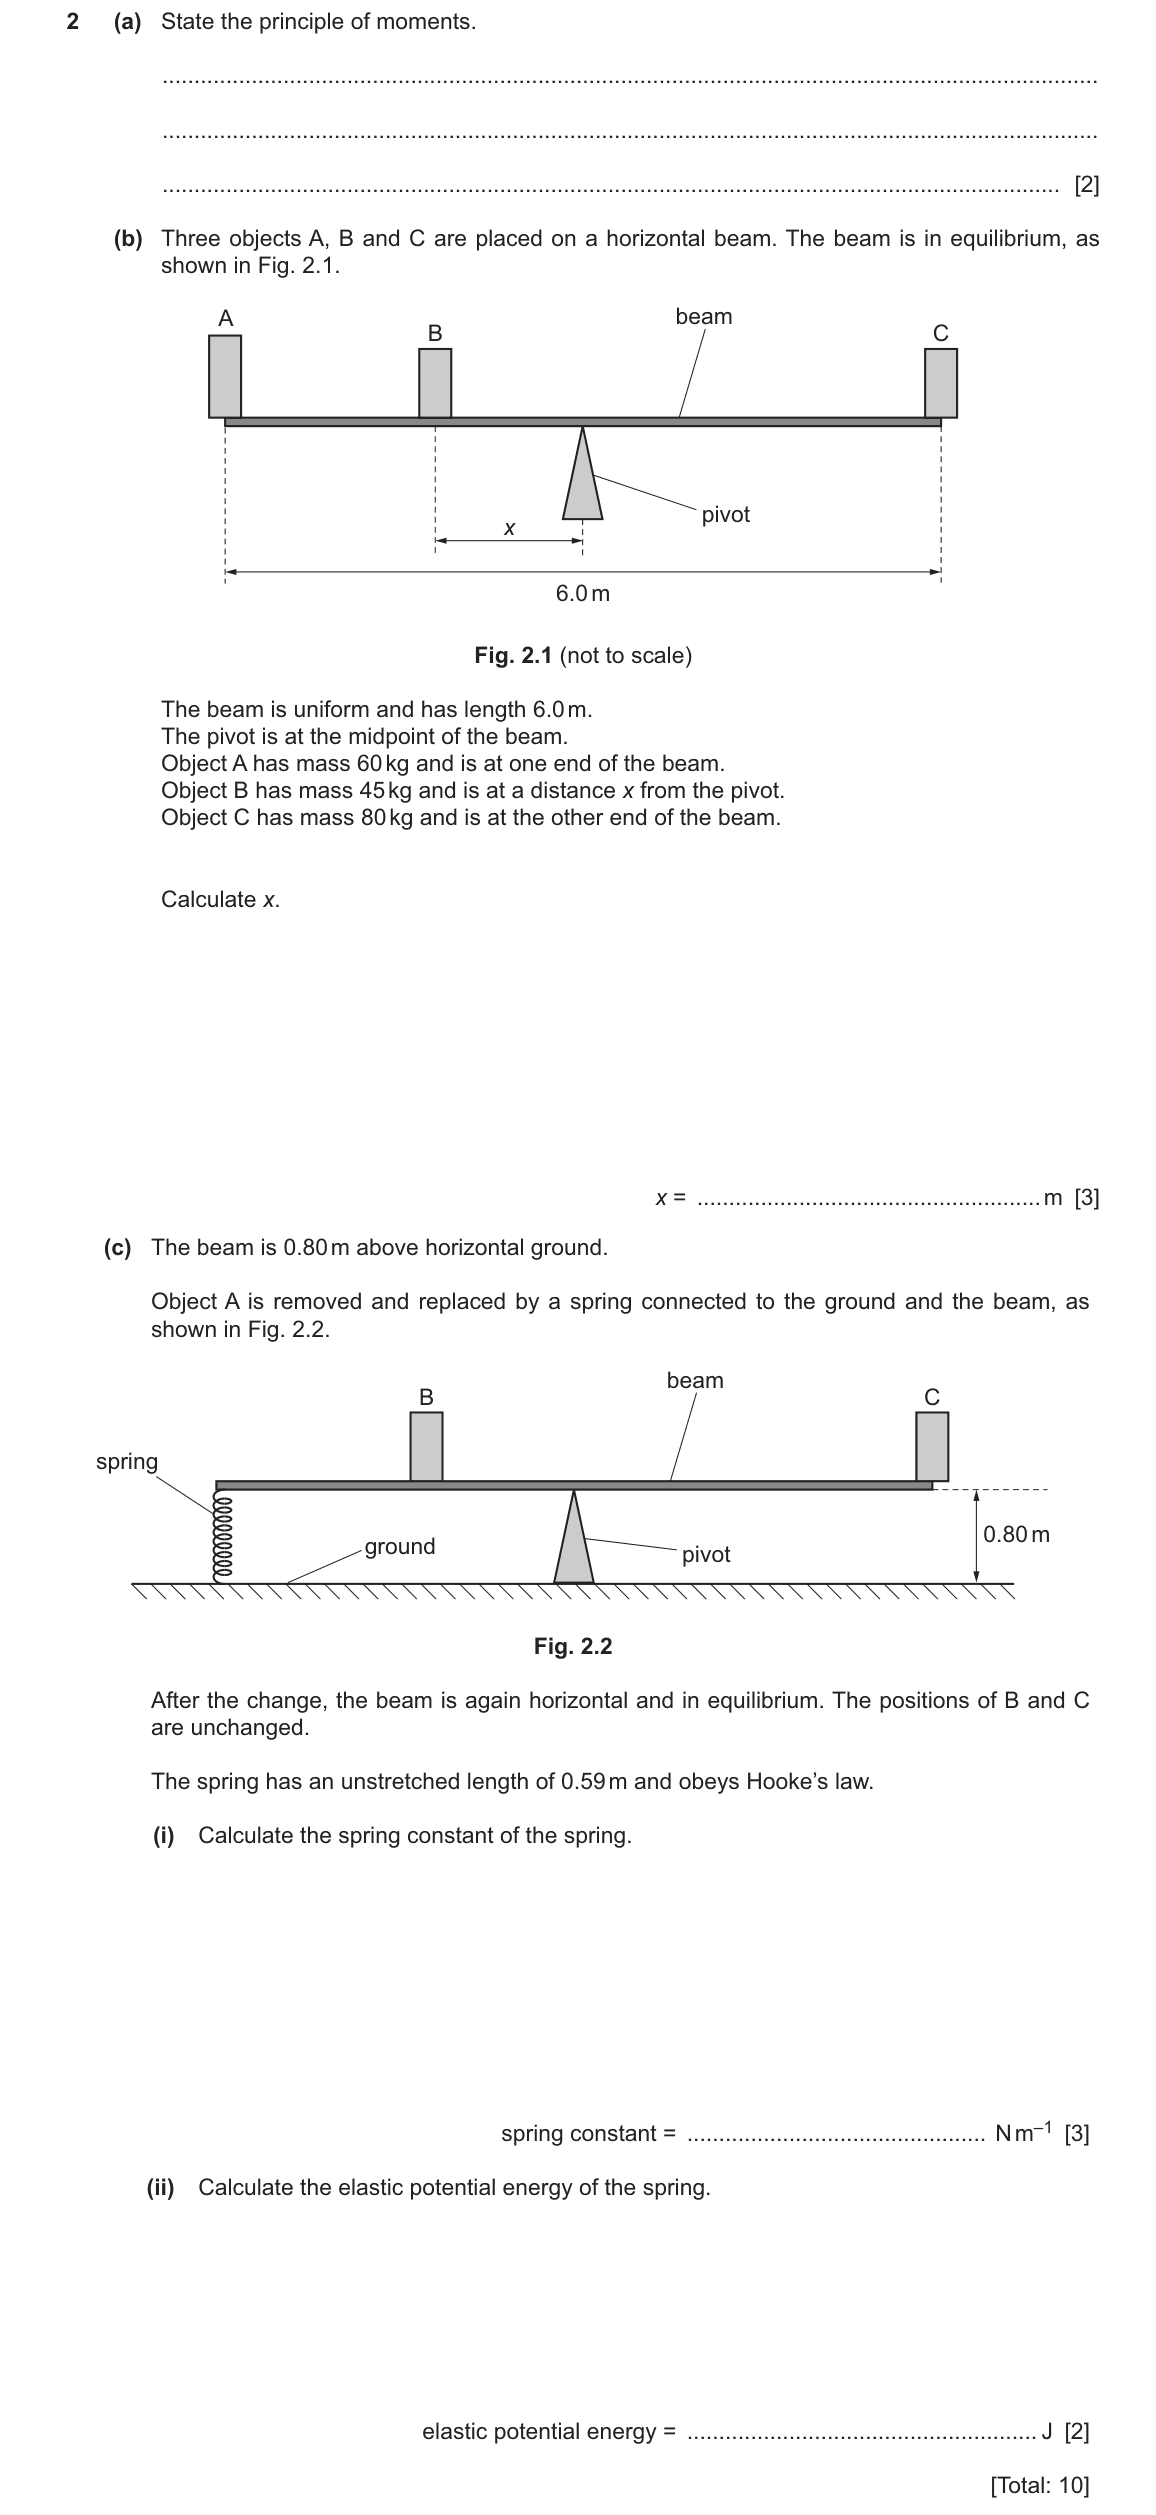 2 (a) State the principle of moments.
..........................................................................................................................................
..........................................................................................................................................
.................................................................................................................................... [2]
(b) Three objects A, B and C are placed on a horizontal beam. The beam is in equilibrium, as
shown in Fig. 2.1.
A
B
beam
C
pivot
x
6.0 m
Fig. 2.1 (not to scale)
The beam is uniform and has length 6.0 m.
The pivot is at the midpoint of the beam.
Object A has mass 60 kg and is at one end of the beam.
Object B has mass 45 kg and is at a distance x from the pivot.
Object C has mass 80 kg and is at the other end of the beam.
Calculate x.
x = ...................................................... m [3]
(c) The beam is 0.80 m above horizontal ground.
Object A is removed and replaced by a spring connected to the ground and the beam, as
shown in Fig. 2.2.
beam
B
C
spring
ground
pivot
0.80 m
Fig. 2.2
After the change, the beam is again horizontal and in equilibrium. The positions of B and C
are unchanged.
The spring has an unstretched length of 0.59 m and obeys Hooke’s law.
(i) Calculate the spring constant of the spring.
spring constant = ............................................... N m⁻¹ [3]
(ii) Calculate the elastic potential energy of the spring.
elastic potential energy = ....................................................... J [2]
[Total: 10]